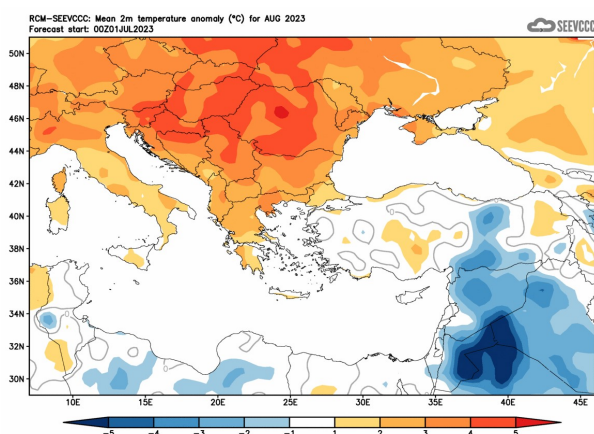 RCM-SEEVCCC: Mean 2m temperature anomaly (°C) for AUG 2023
Forecast start: 00Z01JUL2023
SEEVCCC
50N
48N
46N
44N
42N
40N
38N
36N
34N
32N
30N
10E 15E 20E 25E 30E 35E 40E 45E
-5 -4 -3 -2 -1 1 2 3 4 5